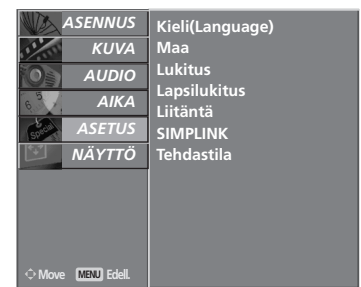 ASENNUS
KUVA
AUDIO
AIKA
ASETUS
NÄYTTÖ
Kieli(Language)
Maa
Lukitus
Lapsilukitus
Liitäntä
SIMPLINK
Tehdastila
Move MENU Edell.